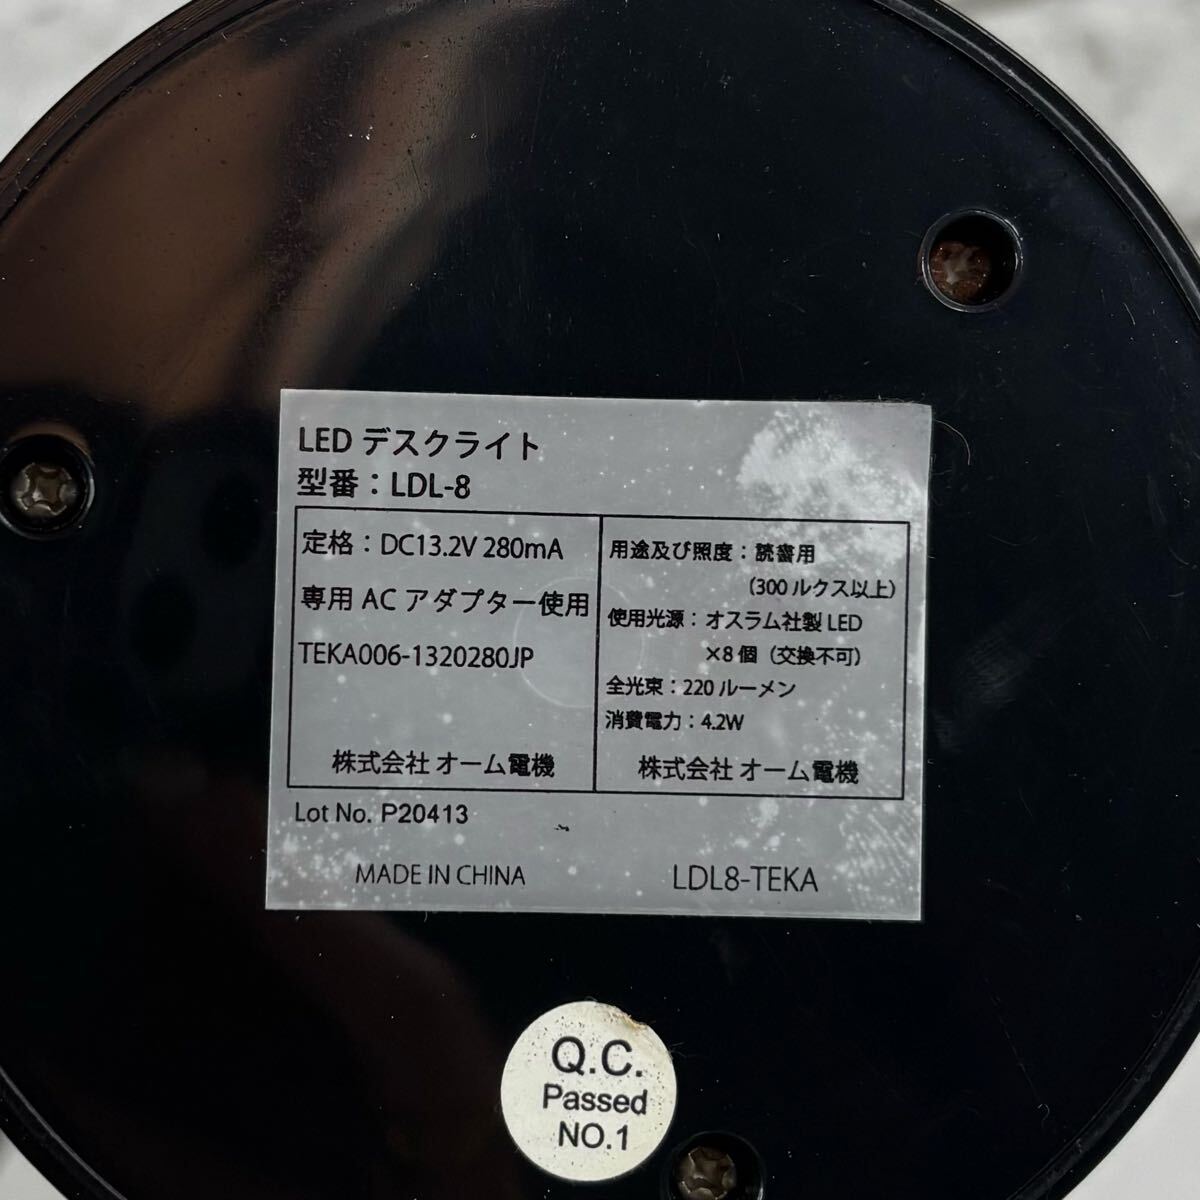 LED デスクライト
型番：LDL-8
定格：DC13.2V 280mA
専用 AC アダプター使用
TEKA006-1320280JP
株式会社 オーム電機
用途及び照度：読書用
（300 ルクス以上）
使用光源：オスラム社製 LED
×8 個（交換不可）
全光束：220 ルーメン
消費電力：4.2W
株式会社 オーム電機
Lot No. P20413
MADE IN CHINA
LDL8-TEKA
Q.C.
Passed
NO.1